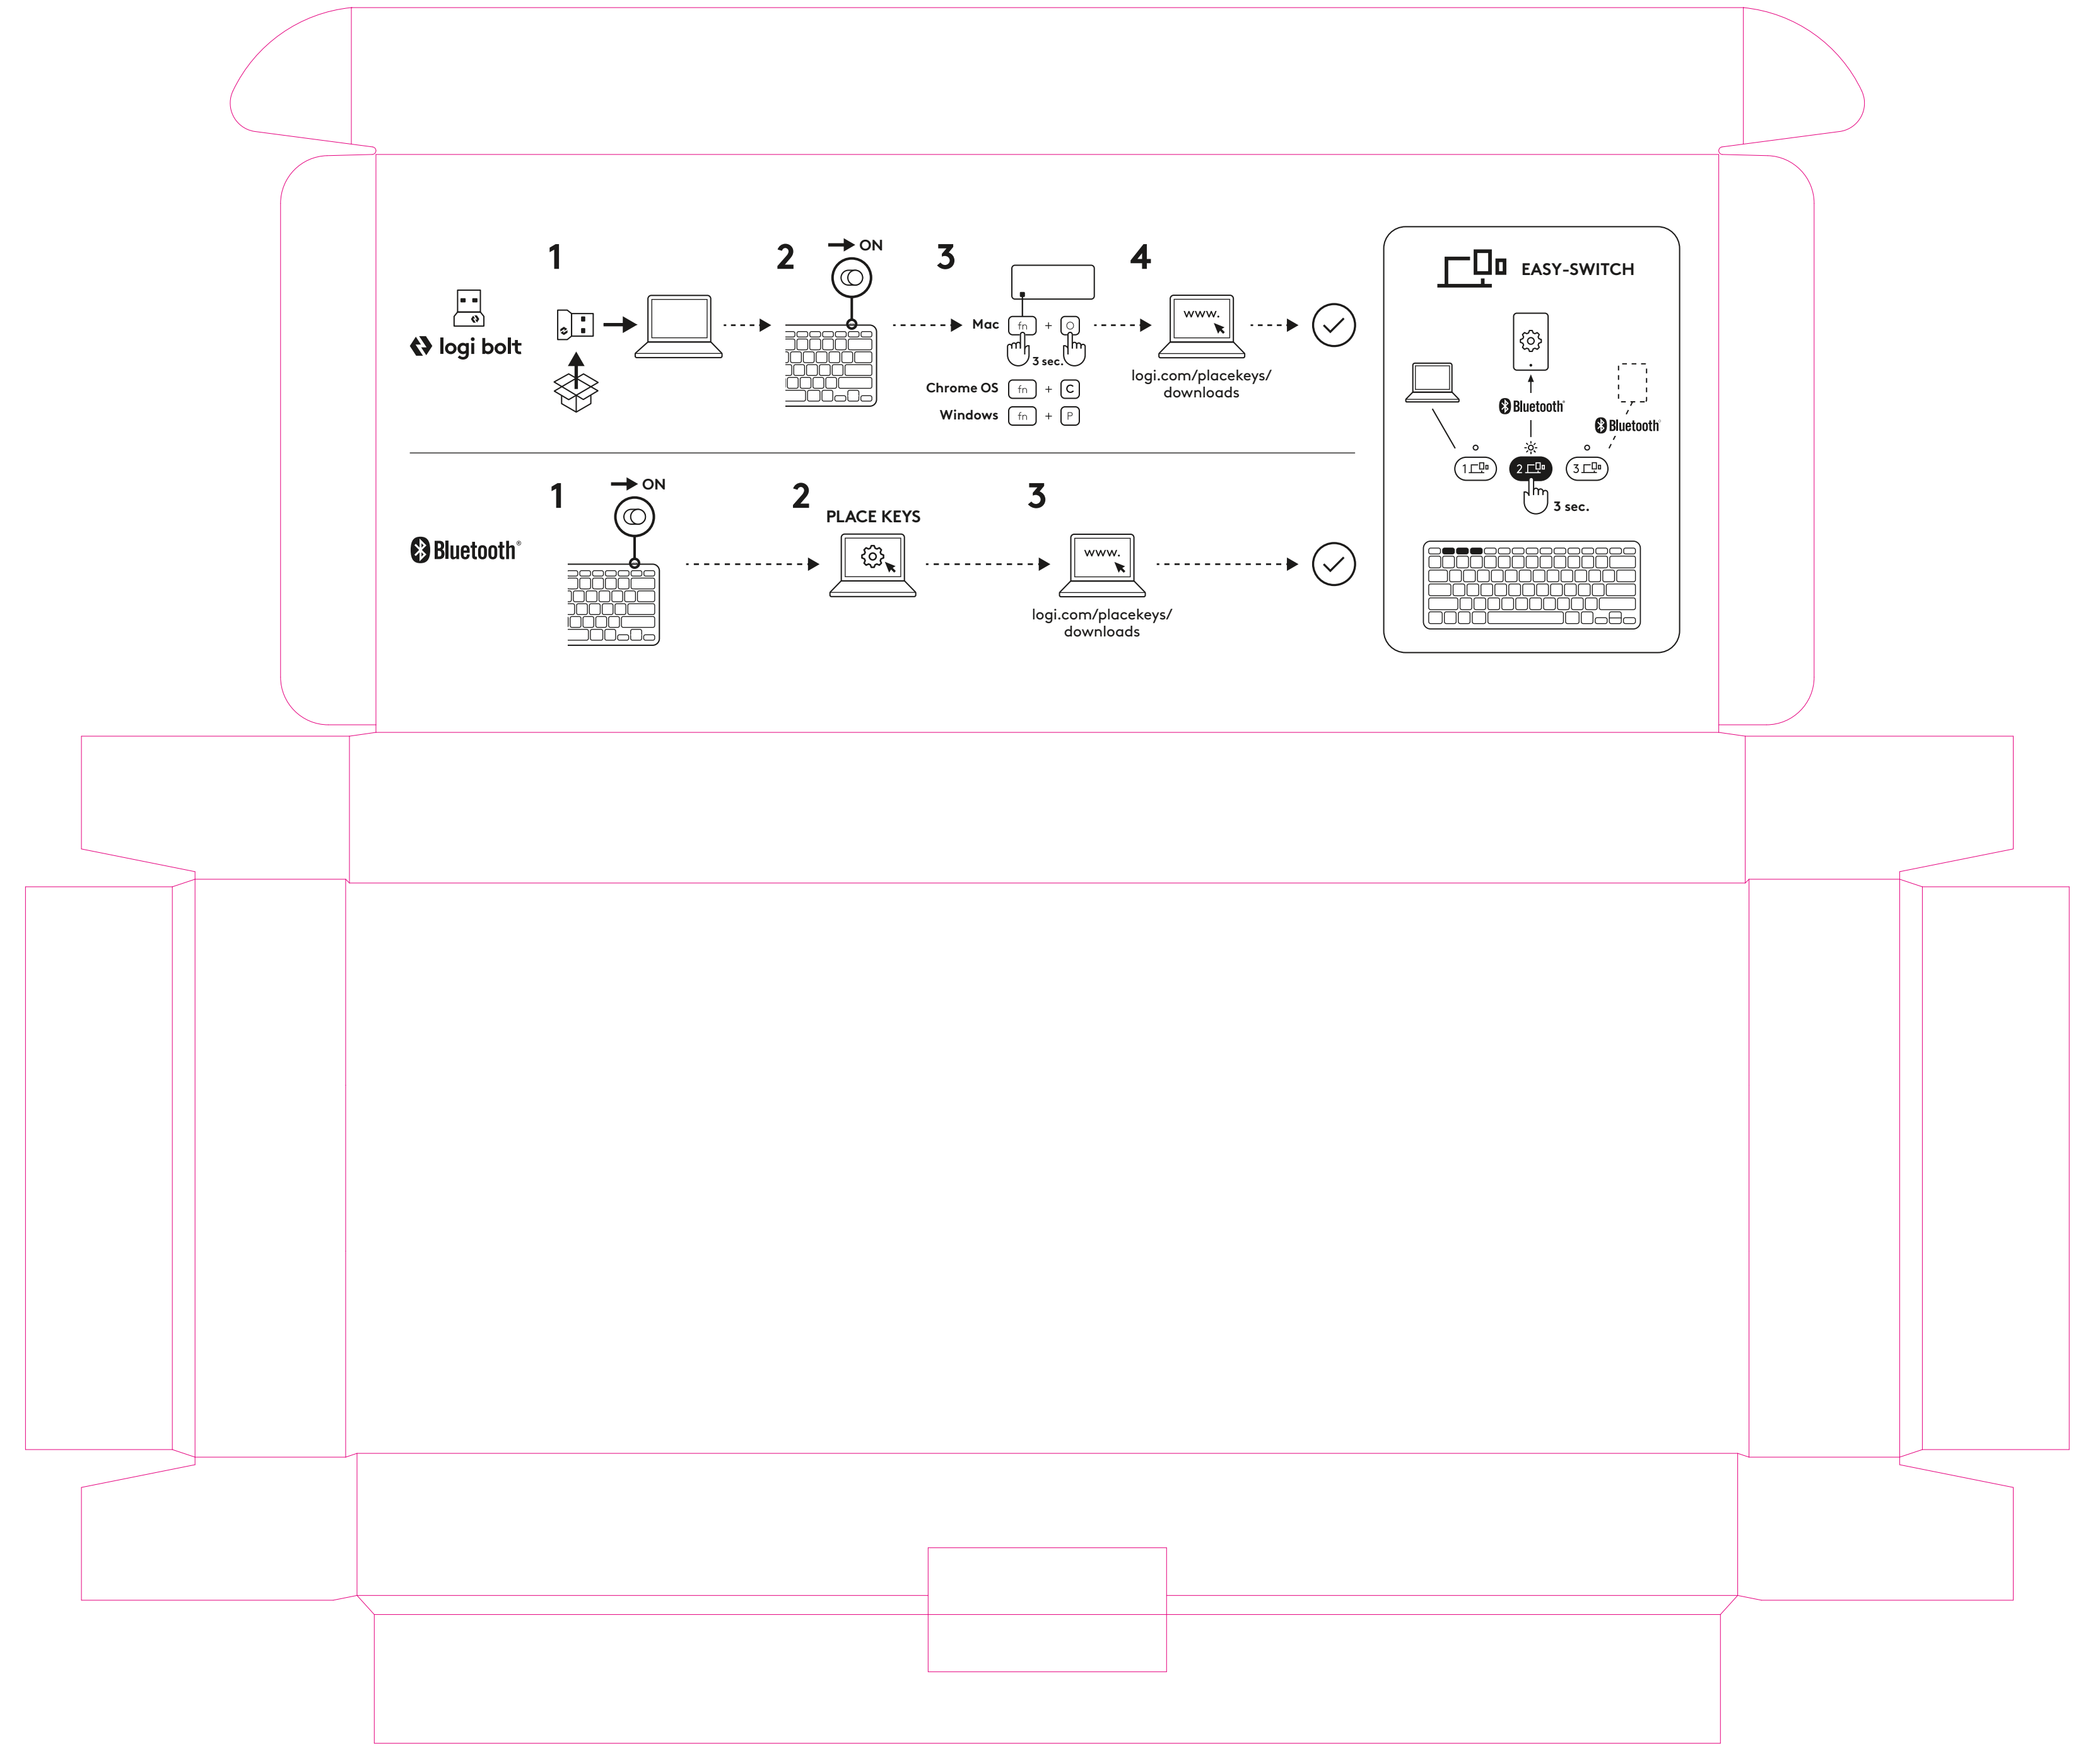 logi bolt
1
2
→ ON
3
Mac fn + O
3 sec.
Chrome OS fn + C
Windows fn + P
4
www.
logi.com/placekeys/
downloads
Bluetooth®
1
→ ON
2
PLACE KEYS
3
www.
logi.com/placekeys/
downloads
EASY-SWITCH
Bluetooth®
Bluetooth®
1 2 3
3 sec.